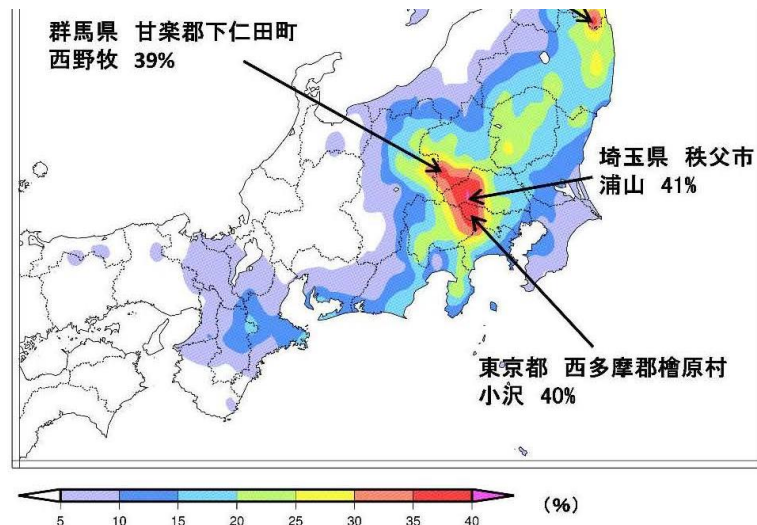 群馬県 甘楽郡下仁田町
西野牧 39%
埼玉県 秩父市
浦山 41%
東京都 西多摩郡檜原村
小沢 40%
5 10 15 20 25 30 35 40 (%)